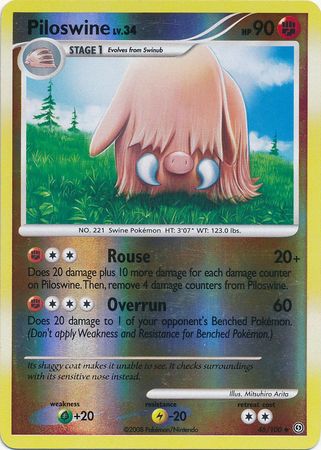 Piloswine LV.34 HP 90
STAGE 1 Evolves from Swinub
NO. 221 Swine Pokémon HT: 3'07" WT: 123.0 lbs.
Rouse 20+
Does 20 damage plus 10 more damage for each damage counter
on Piloswine. Then, remove 4 damage counters from Piloswine.
Overrun 60
Does 20 damage to 1 of your opponent's Benched Pokémon.
(Don't apply Weakness and Resistance for Benched Pokémon.)
Its shaggy coat makes it unable to see. It checks surroundings
with its sensitive nose instead.
Illus. Mitsuhiro Arita
weakness resistance retreat cost
+20 -20
©2008 Pokémon/Nintendo 46/100